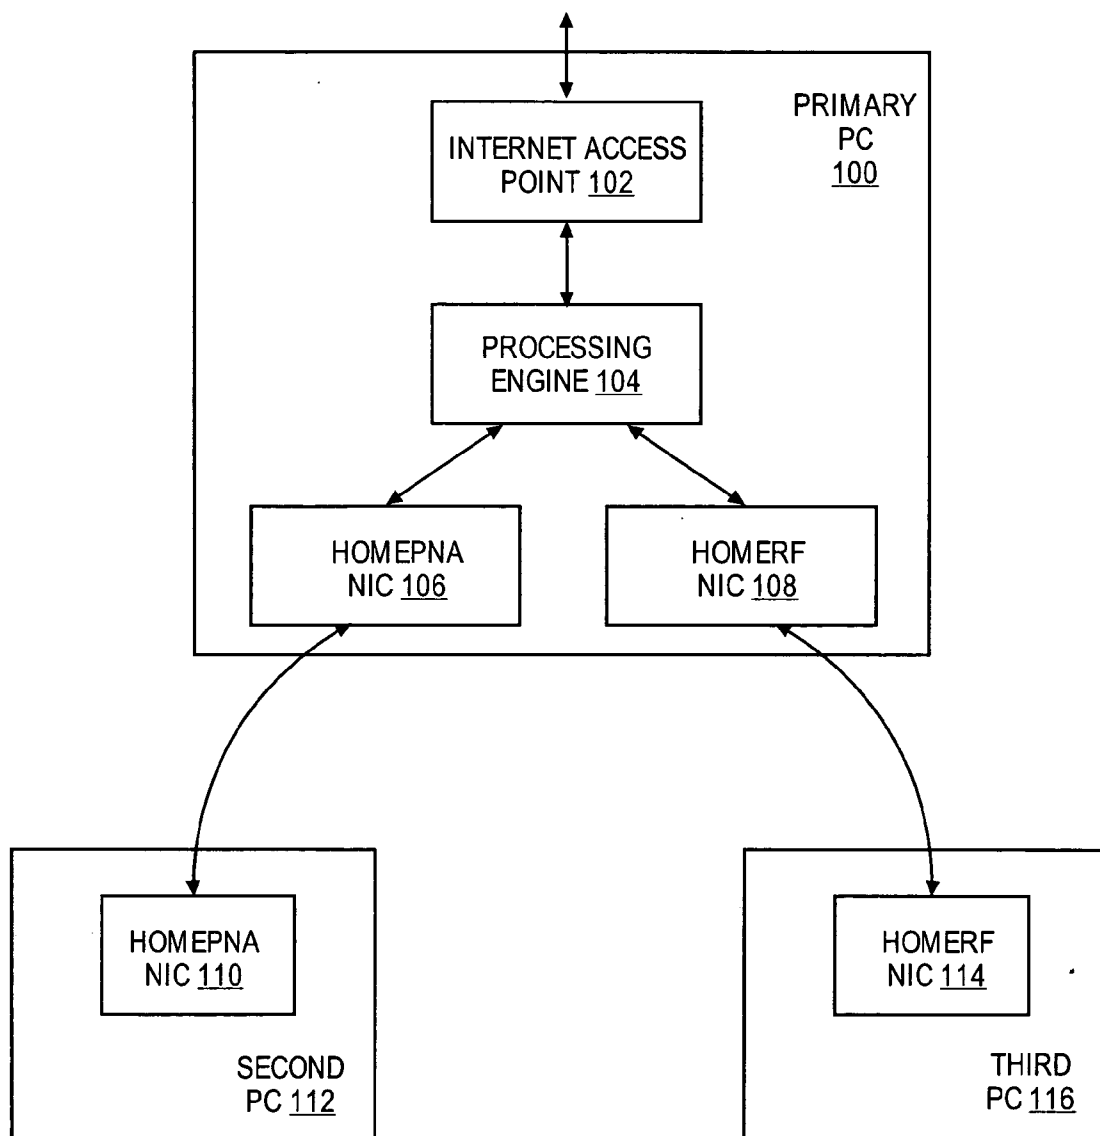 PRIMARY
PC
100
INTERNET ACCESS
POINT 102
PROCESSING
ENGINE 104
HOMEPNA
NIC 106
HOMERF
NIC 108
HOMEPNA
NIC 110
SECOND
PC 112
HOMERF
NIC 114
THIRD
PC 116